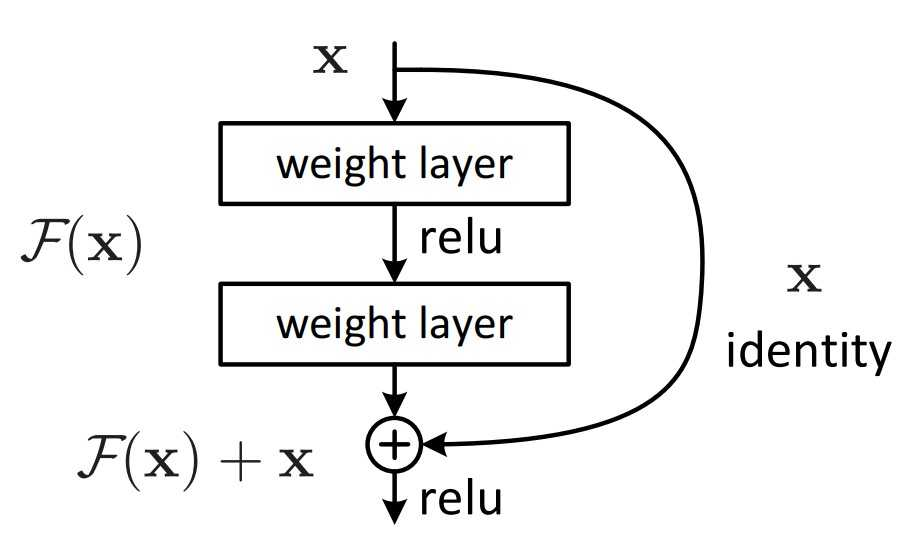 x
weight layer
F(x)
relu
x
weight layer
identity
F(x) + x
+
relu